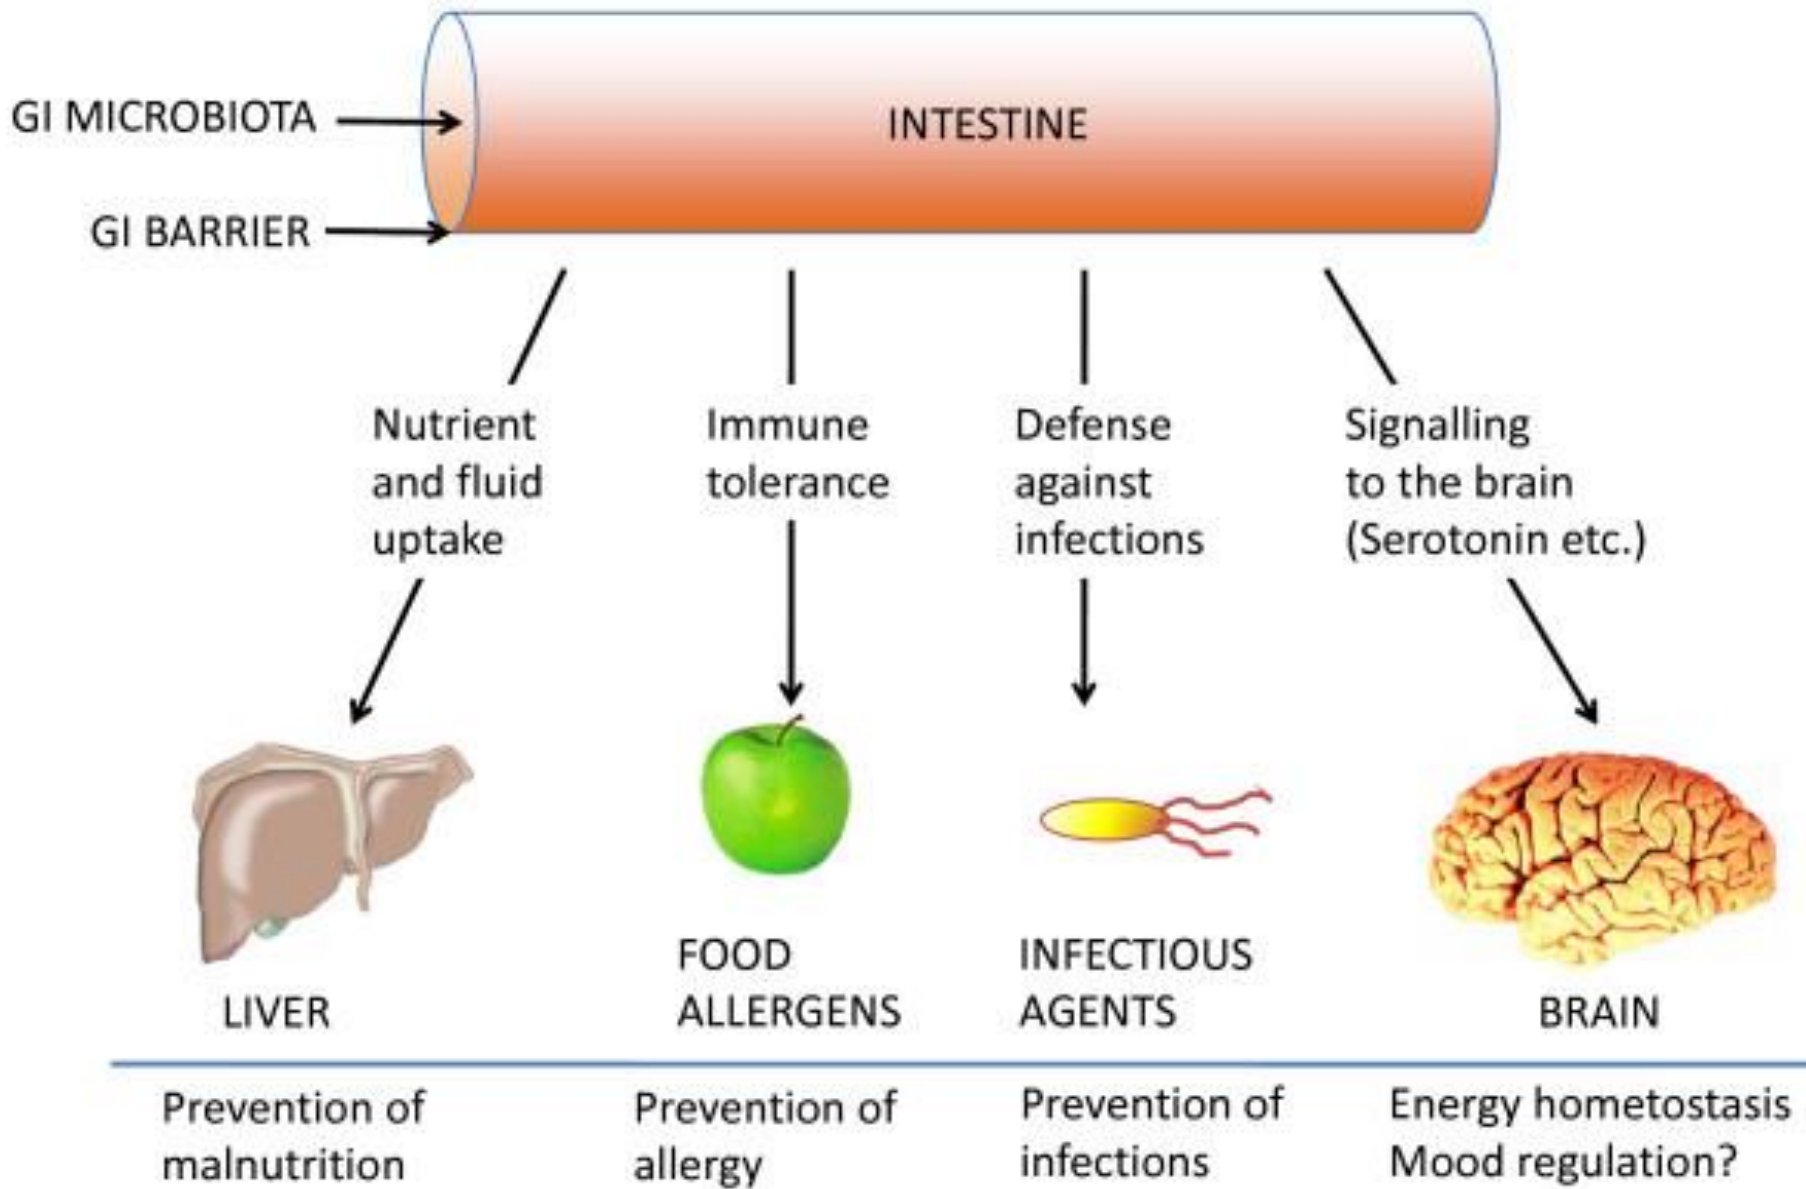 GI MICROBIOTA
INTESTINE
GI BARRIER
Nutrient
and fluid
uptake
Immune
tolerance
Defense
against
infections
Signalling
to the brain
(Serotonin etc.)
LIVER
FOOD
ALLERGENS
INFECTIOUS
AGENTS
BRAIN
Prevention of
malnutrition
Prevention of
allergy
Prevention of
infections
Energy hometostasis
Mood regulation?